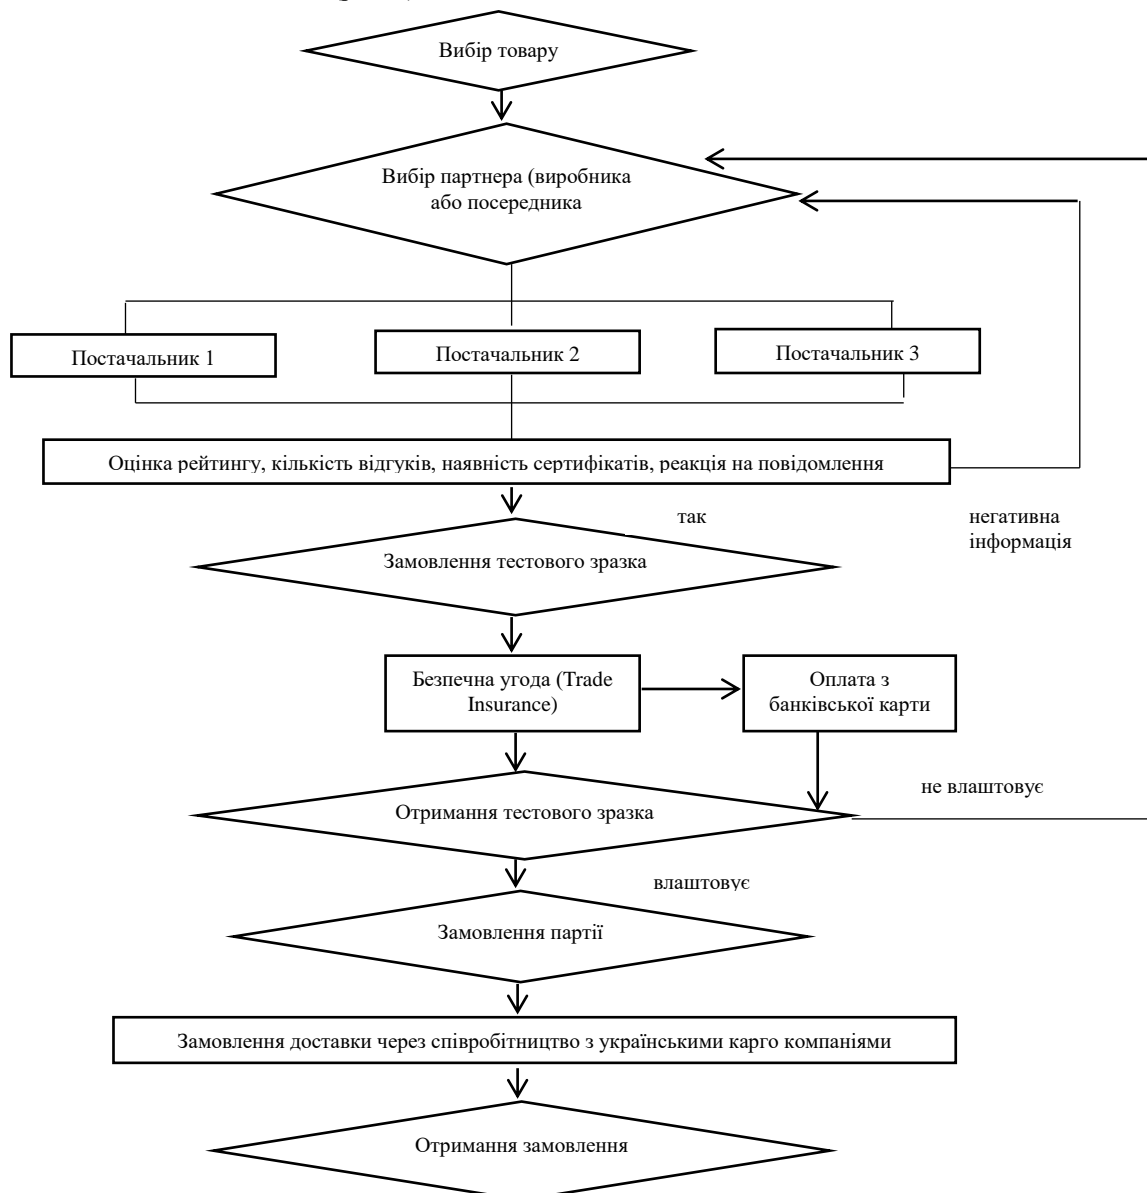 Вибір товару
Вибір партнера (виробника
або посередника
Постачальник 1
Постачальник 2
Постачальник 3
Оцінка рейтингу, кількість відгуків, наявність сертифікатів, реакція на повідомлення
так
негативна
інформація
Замовлення тестового зразка
Безпечна угода (Trade
Insurance)
Оплата з
банківської карти
не влаштовує
Отримання тестового зразка
влаштовує
Замовлення партії
Замовлення доставки через співробітництво з українськими карго компаніями
Отримання замовлення